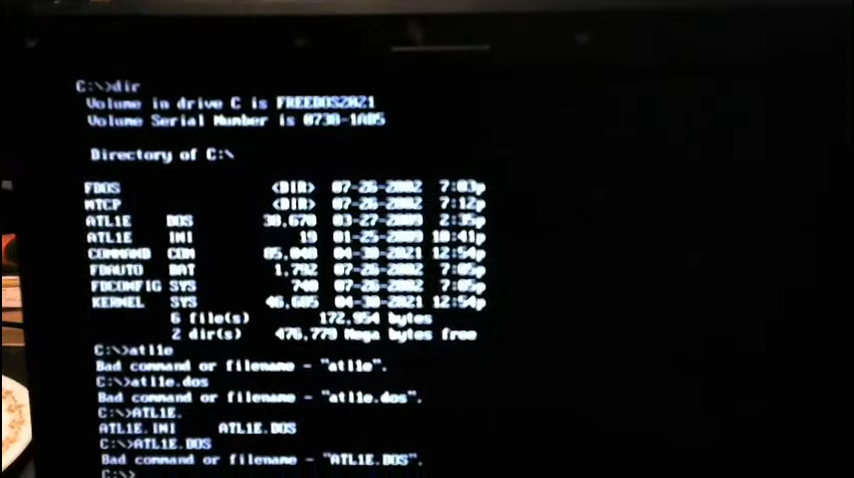 C:\>dir
Volume in drive C is FREEDOS2021
Volume Serial Number is 0730-1AD5
Directory of C:\
FDOS <DIR> 07-26-2002 7:03p
MTCP <DIR> 07-26-2002 7:12p
ATL1E DOS 30,670 03-27-2009 2:35p
ATL1E INI 19 01-25-2009 10:41p
COMMAND COM 85,048 04-30-2021 12:54p
FDAUTO BAT 1,792 07-26-2002 7:05p
FDCONFIG SYS 740 07-26-2002 7:05p
KERNEL SYS 46,685 04-30-2021 12:54p
6 file(s) 172,954 bytes
2 dir(s) 476,779 Mega bytes free
C:\>atl1e
Bad command or filename - "atl1e".
C:\>atl1e.dos
Bad command or filename - "atl1e.dos".
C:\>ATL1E.
ATL1E.INI ATL1E.DOS
C:\>ATL1E.DOS
Bad command or filename - "ATL1E.DOS".
C:\>